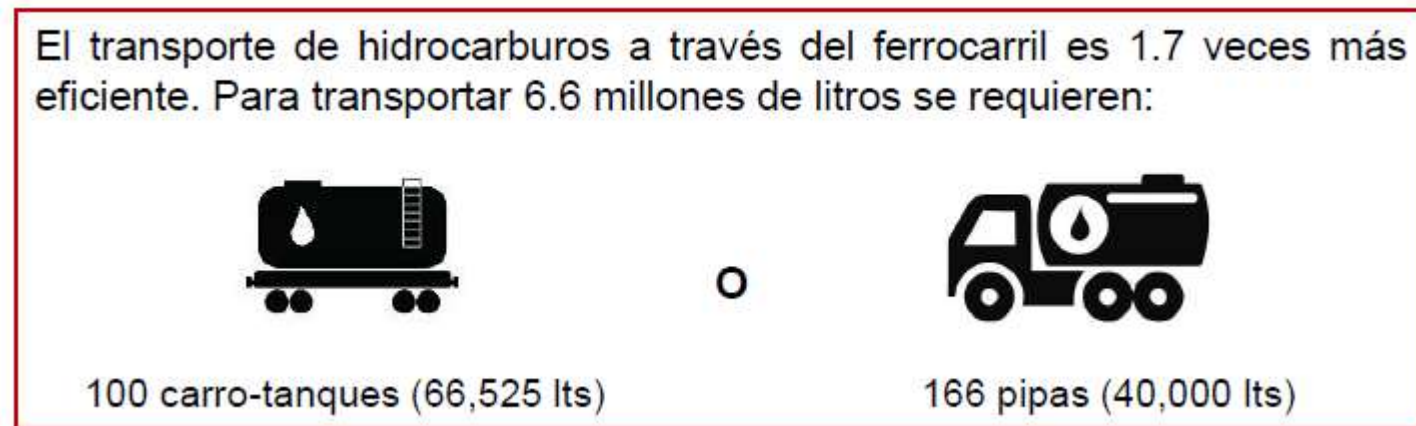 El transporte de hidrocarburos a través del ferrocarril es 1.7 veces más
eficiente. Para transportar 6.6 millones de litros se requieren:
O
100 carro-tanques (66,525 lts)
166 pipas (40,000 lts)